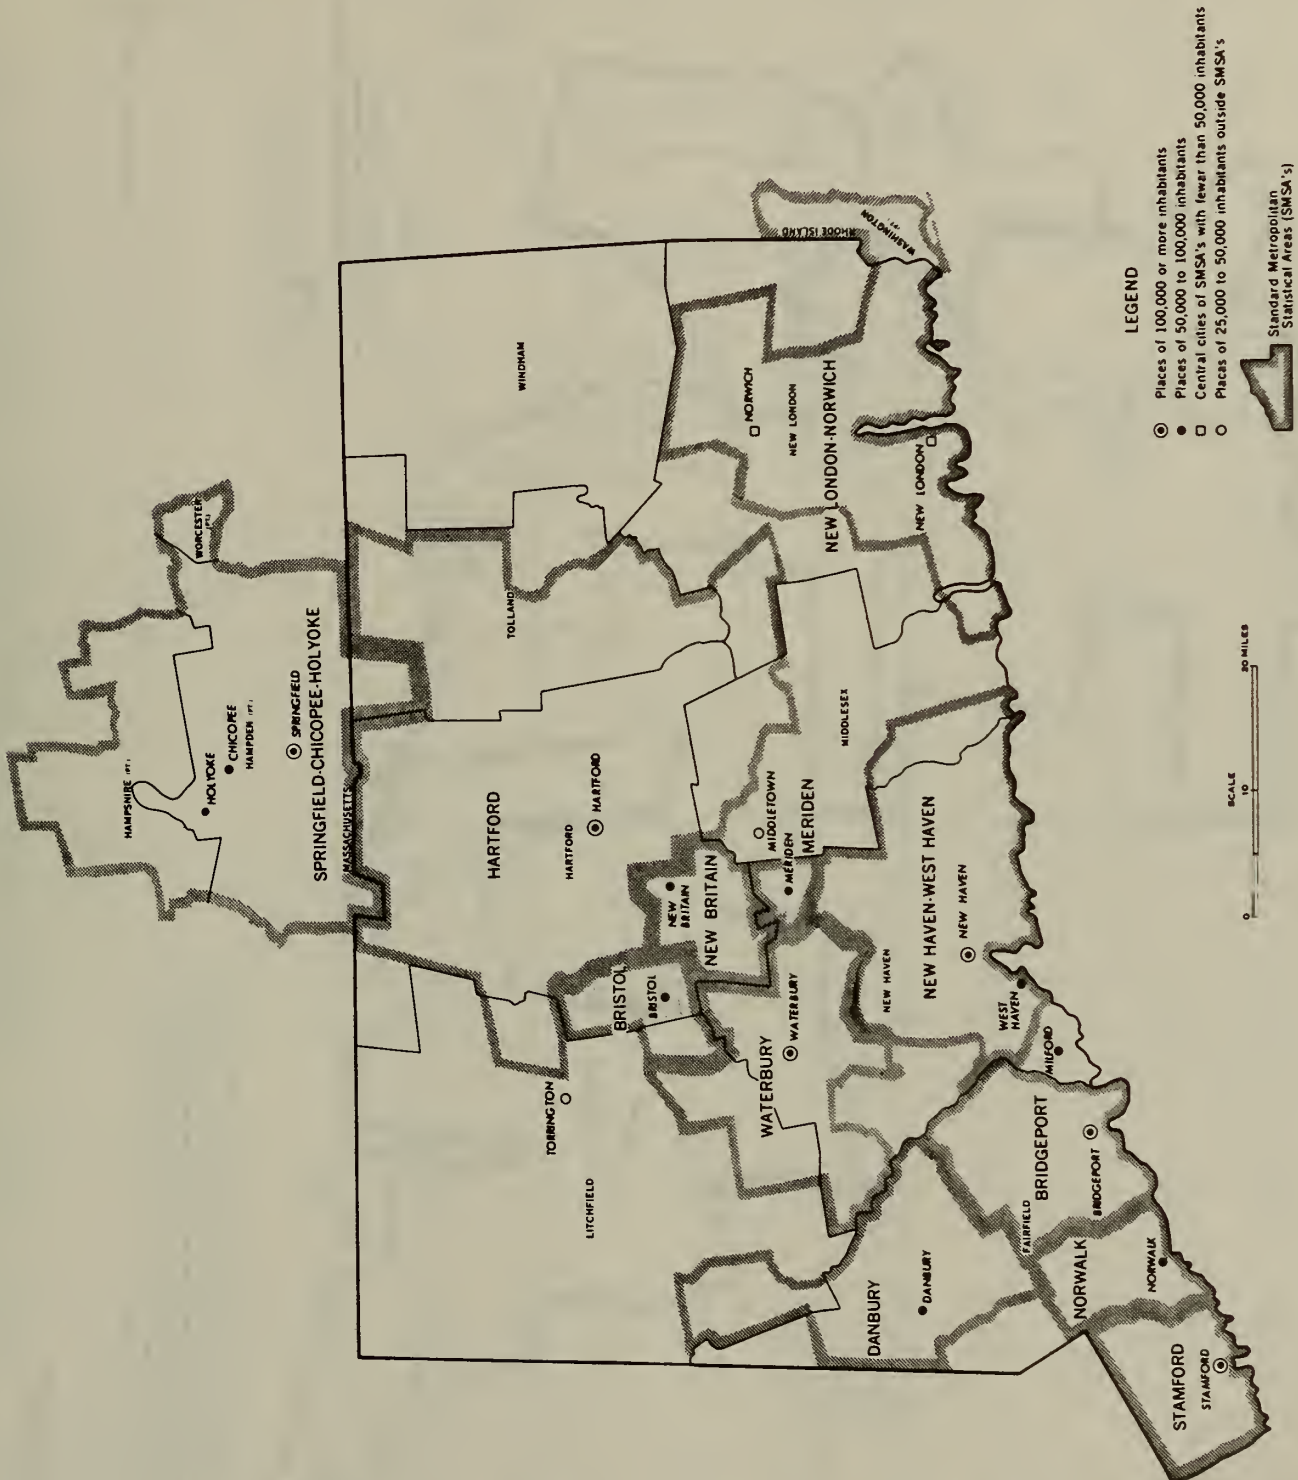 WORCESTER
(PT.)
HAMPSHIRE (PT.)
HOLYOKE
CHICOPEE
HAMPDEN (PT.)
SPRINGFIELD
SPRINGFIELD-CHICOPEE-HOLYOKE
MASSACHUSETTS
HARTFORD
HARTFORD
HARTFORD
TOLLAND
WINDHAM
TORRINGTON
LITCHFIELD
BRISTOL
BRISTOL
NEW
BRITAIN
NEW BRITAIN
WATERBURY
WATERBURY
MIDDLETOWN
MERIDEN
MERIDEN
MIDDLESEX
NORWICH
NEW LONDON
NEW LONDON-NORWICH
NEW LONDON
RHODE ISLAND
WASHINGTON
(PT.)
NEW HAVEN
NEW HAVEN-WEST HAVEN
NEW HAVEN
WEST
HAVEN
MILFORD
DANBURY
DANBURY
FAIRFIELD
BRIDGEPORT
BRIDGEPORT
NORWALK
NORWALK
STAMFORD
STAMFORD
LEGEND
Places of 100,000 or more inhabitants
Places of 50,000 to 100,000 inhabitants
Central cities of SMSA's with fewer than 50,000 inhabitants
Places of 25,000 to 50,000 inhabitants outside SMSA's
Standard Metropolitan
Statistical Areas (SMSA's)
SCALE
0 10 20 MILES